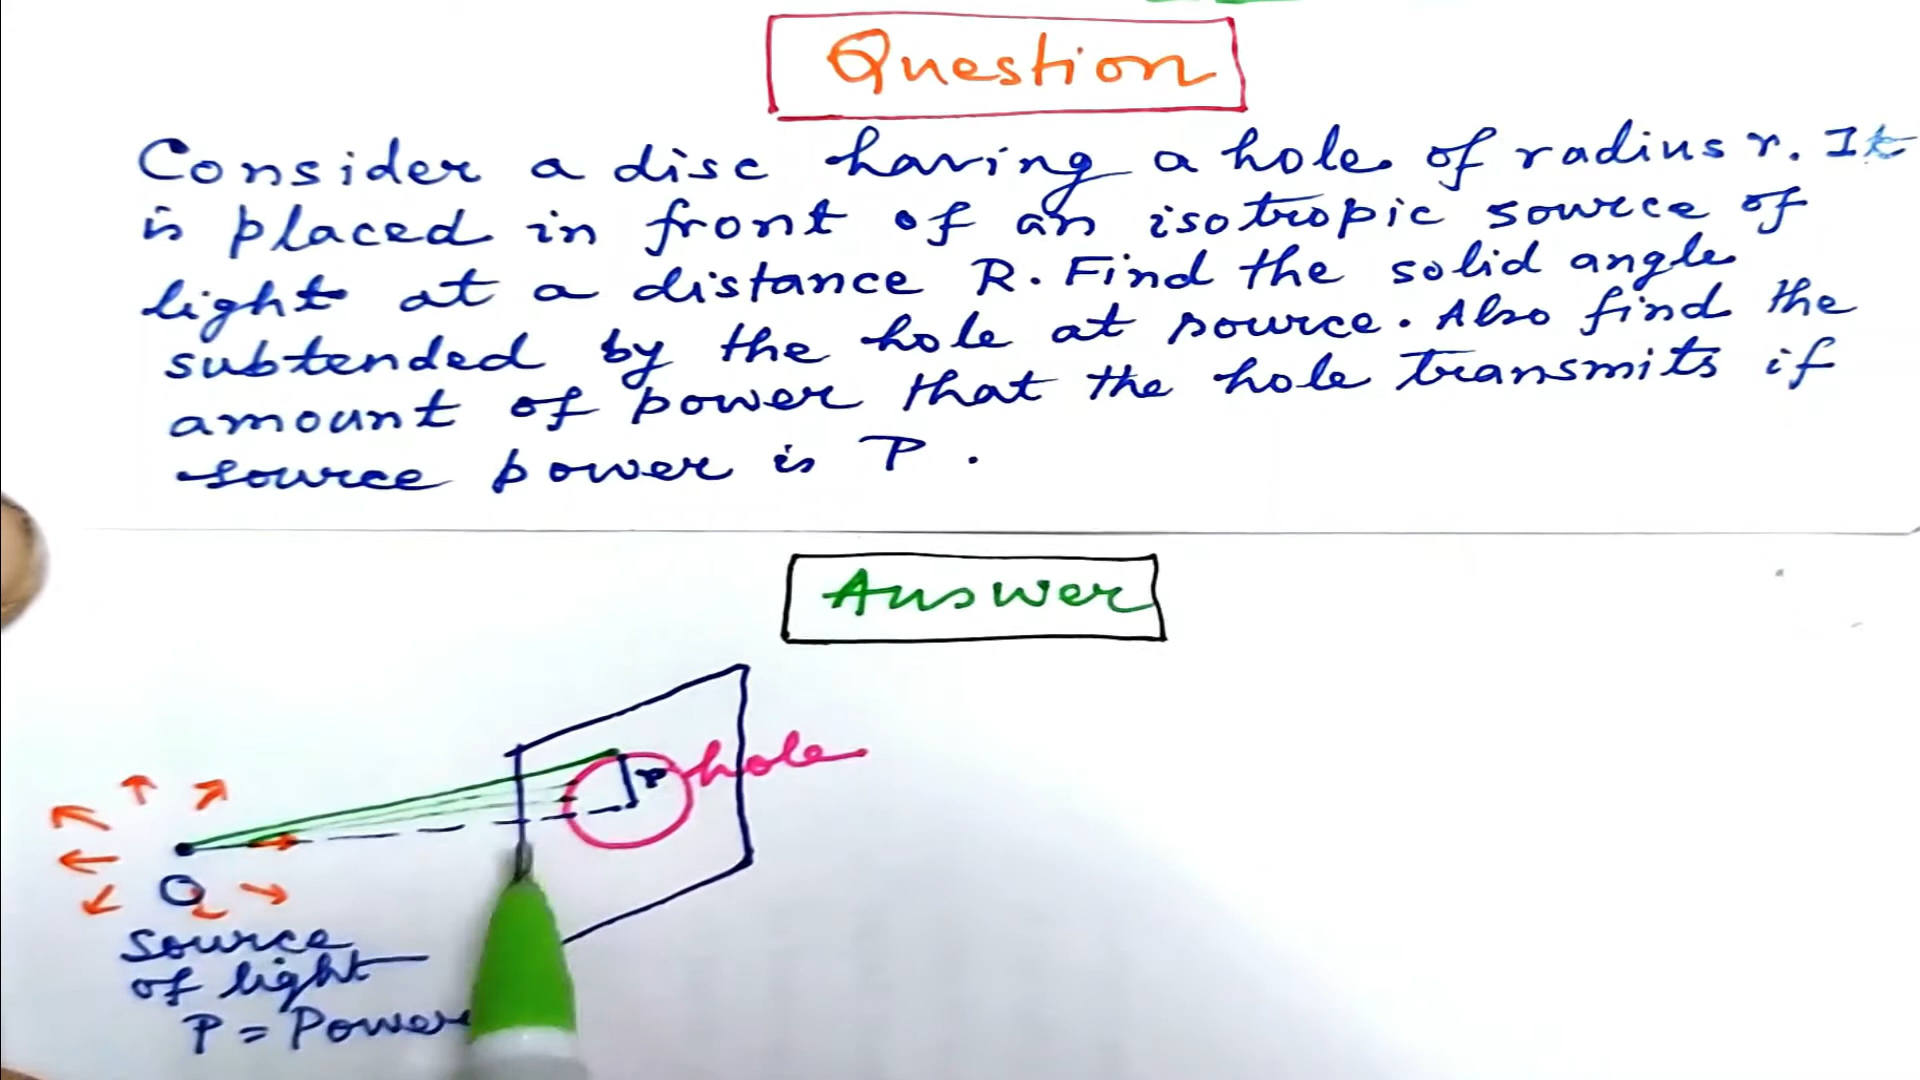 Question
Consider a disc having a hole of radius r. It
is placed in front of an isotropic source of
light at a distance R. Find the solid angle
subtended by the hole at source. Also find the
amount of power that the hole transmits if
source power is P.
Answer
r hole
O
source
of light
P = Power